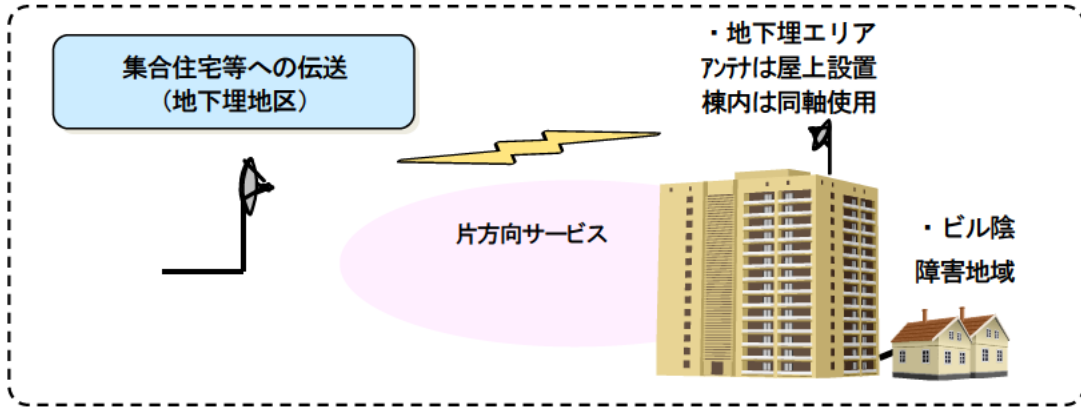 集合住宅等への伝送
（地下埋地区）
・地下埋エリア
ｱﾝﾃﾅは屋上設置
棟内は同軸使用
片方向サービス
・ビル陰
障害地域